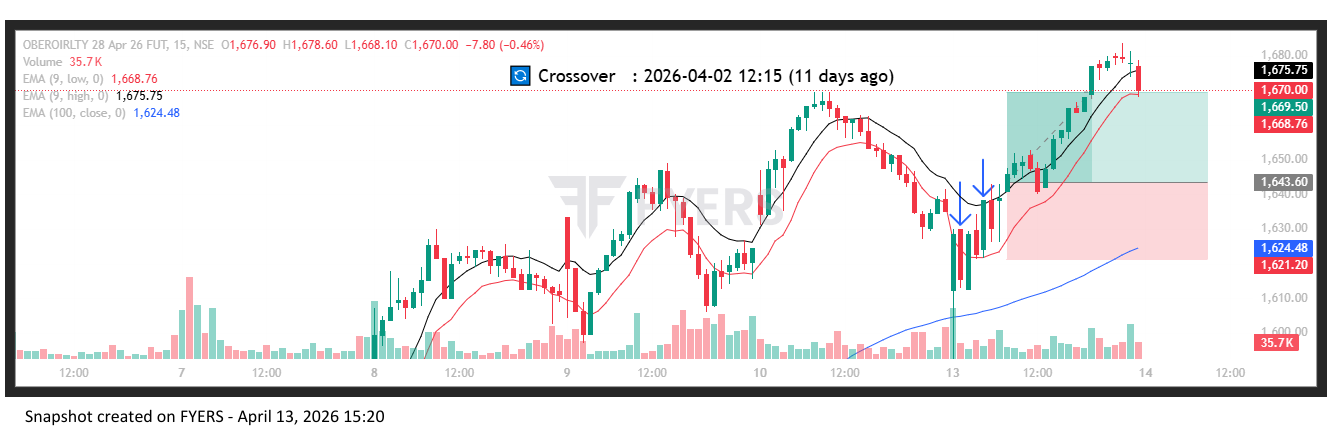 OBEROIRLTY 28 Apr 26 FUT, 15, NSE O1,676.90 H1,678.60 L1,668.10 C1,670.00 −7.80 (−0.46%)
Volume 35.7 K
EMA (9, low, 0) 1,668.76
EMA (9, high, 0) 1,675.75
EMA (100, close, 0) 1,624.48
Crossover : 2026-04-02 12:15 (11 days ago)
FYERS
1,680.00
1,675.75
1,670.00
1,669.50
1,668.76
1,650.00
1,643.60
1,640.00
1,630.00
1,624.48
1,621.20
1,610.00
1,600.00
35.7 K
12:00 7 12:00 8 12:00 9 12:00 10 12:00 13 12:00 14 12:00
Snapshot created on FYERS - April 13, 2026 15:20